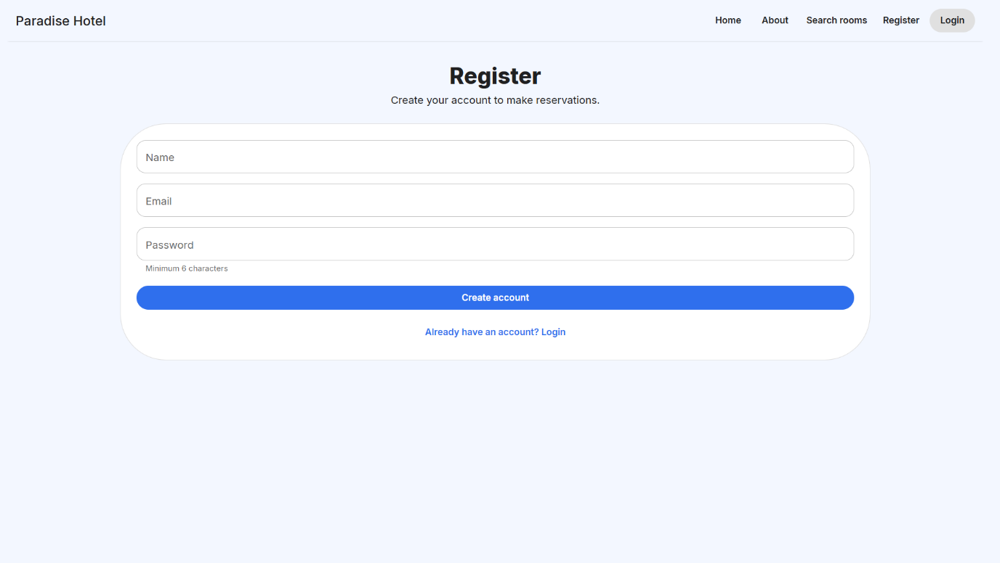 Paradise Hotel
Home About Search rooms Register Login
Register
Create your account to make reservations.
Name
Email
Password
Minimum 6 characters
Create account
Already have an account? Login